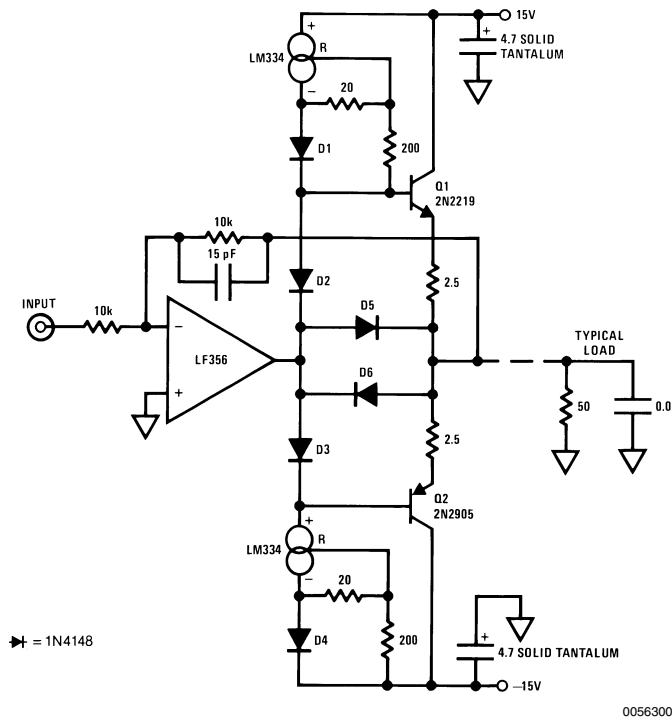 15V
+
4.7 SOLID
TANTALUM
+
R
LM334
–
20
D1
200
Q1
2N2219
10k
15 pF
D2
2.5
INPUT
10k
D5
–
LF356
+
TYPICAL
LOAD
D6
50
0.0
D3
2.5
Q2
2N2905
+
R
LM334
–
20
D4
200
+
4.7 SOLID TANTALUM
= 1N4148
–15V
0056300